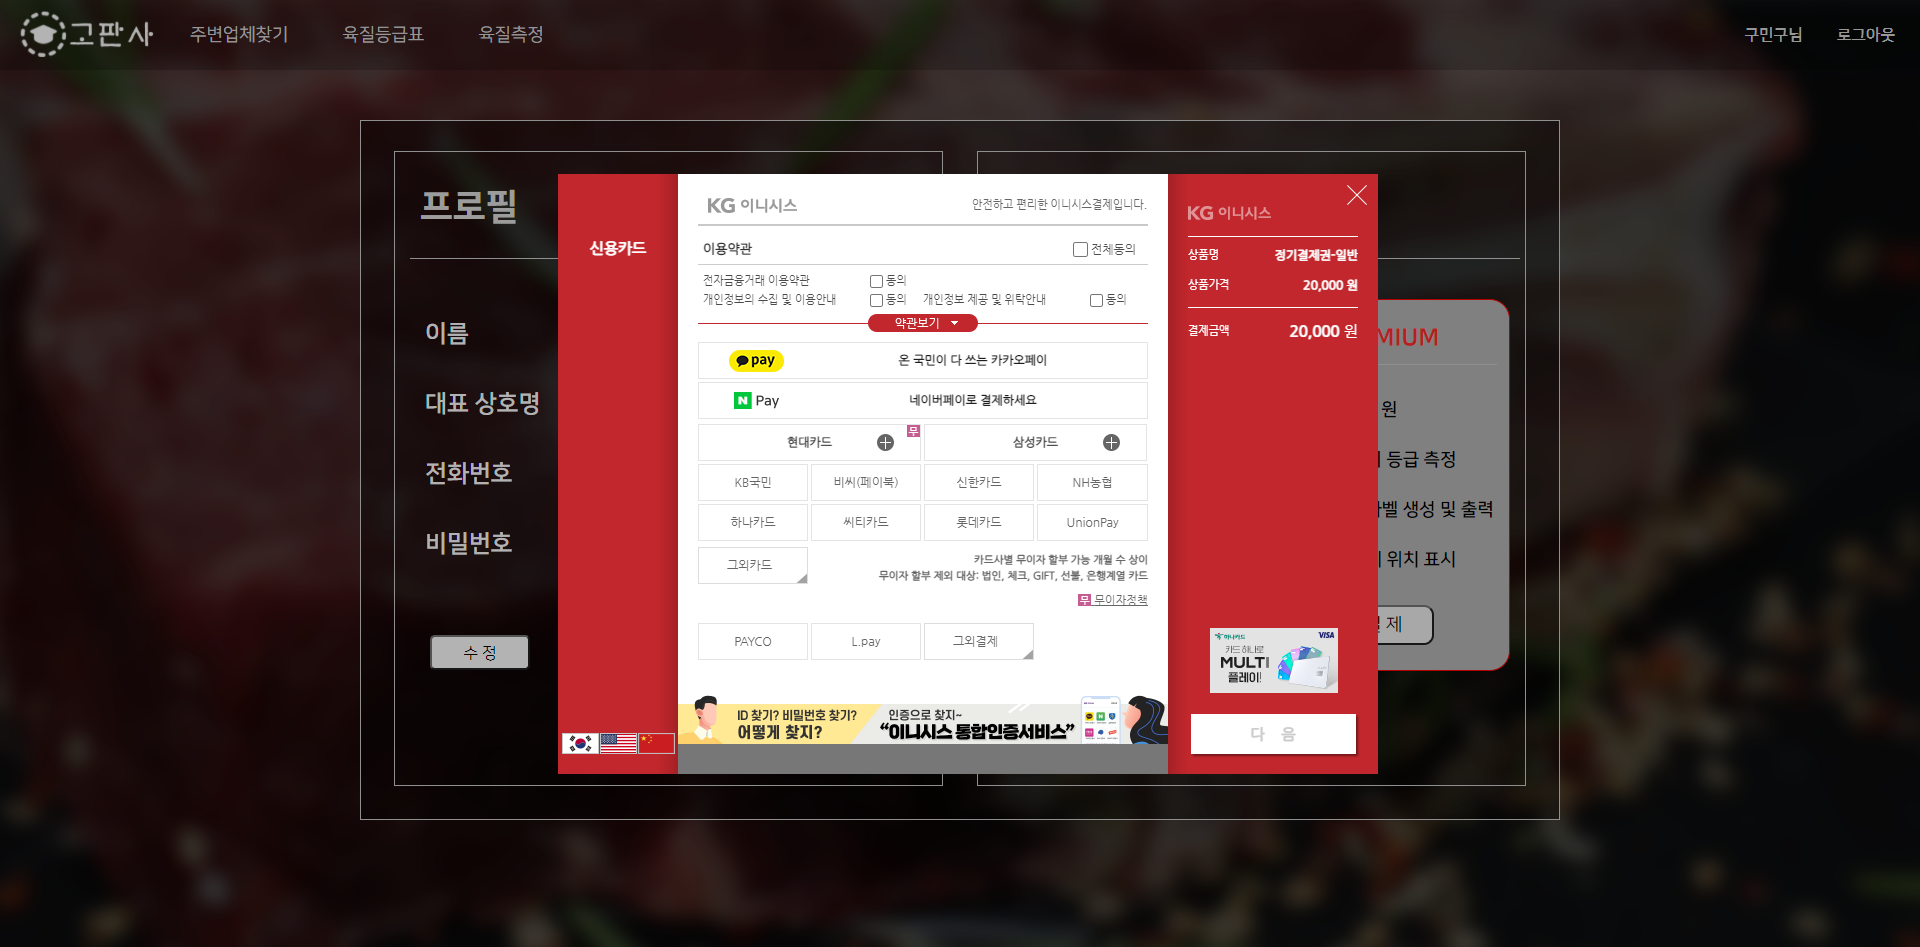 고판사
주변업체찾기
육질등급표
육질측정
구민구님
로그아웃
프로필
이름
대표 상호명
전화번호
비밀번호
수 정
신용카드
KG 이니시스
안전하고 편리한 이니시스결제입니다.
이용약관
전체동의
전자금융거래 이용약관
동의
개인정보의 수집 및 이용안내
동의
개인정보 제공 및 위탁안내
동의
약관보기
pay
온 국민이 다 쓰는 카카오페이
N Pay
네이버페이로 결제하세요
현대카드
무
삼성카드
KB국민
비씨(페이북)
신한카드
NH농협
하나카드
씨티카드
롯데카드
UnionPay
그외카드
카드사별 무이자 할부 가능 개월 수 상이
무이자 할부 제외 대상: 법인, 체크, GIFT, 선불, 은행계열 카드
무 무이자정책
PAYCO
L.pay
그외결제
ID 찾기? 비밀번호 찾기?
어떻게 찾지?
인증으로 찾지~
“이니시스 통합인증서비스”
KG 이니시스
상품명
정기결제권-일반
상품가격
20,000 원
결제금액
20,000 원
하나카드
VISA
카드 하나로
MULTI
플레이!
다 음
MIUM
원
등급 측정
벨 생성 및 출력
위치 표시
제